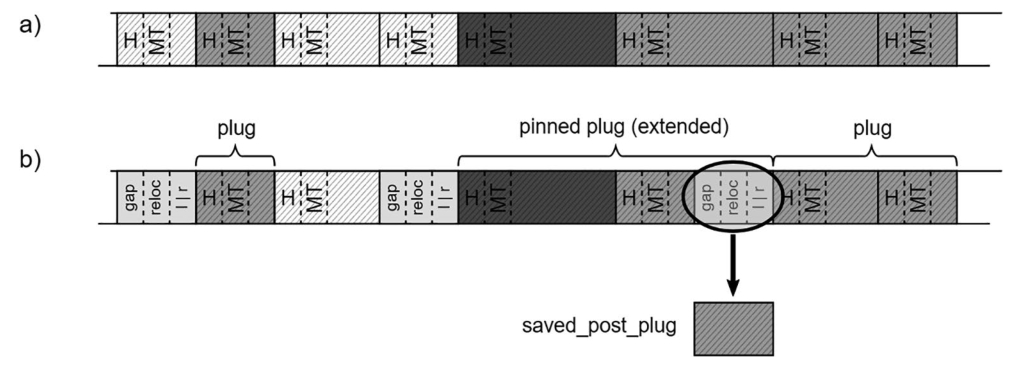 a)
H MT H MT H MT H MT H MT H MT H MT H MT
plug pinned plug (extended) plug
b)
gap reloc l | r H MT H MT gap reloc l | r H MT H MT gap reloc l | r H MT H MT
saved_post_plug